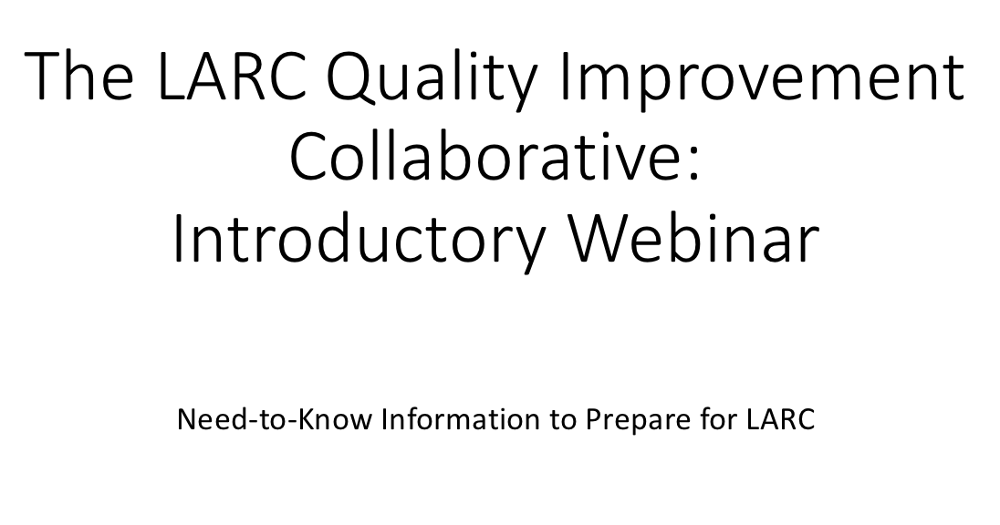 The LARC Quality Improvement
Collaborative:
Introductory Webinar
Need-to-Know Information to Prepare for LARC